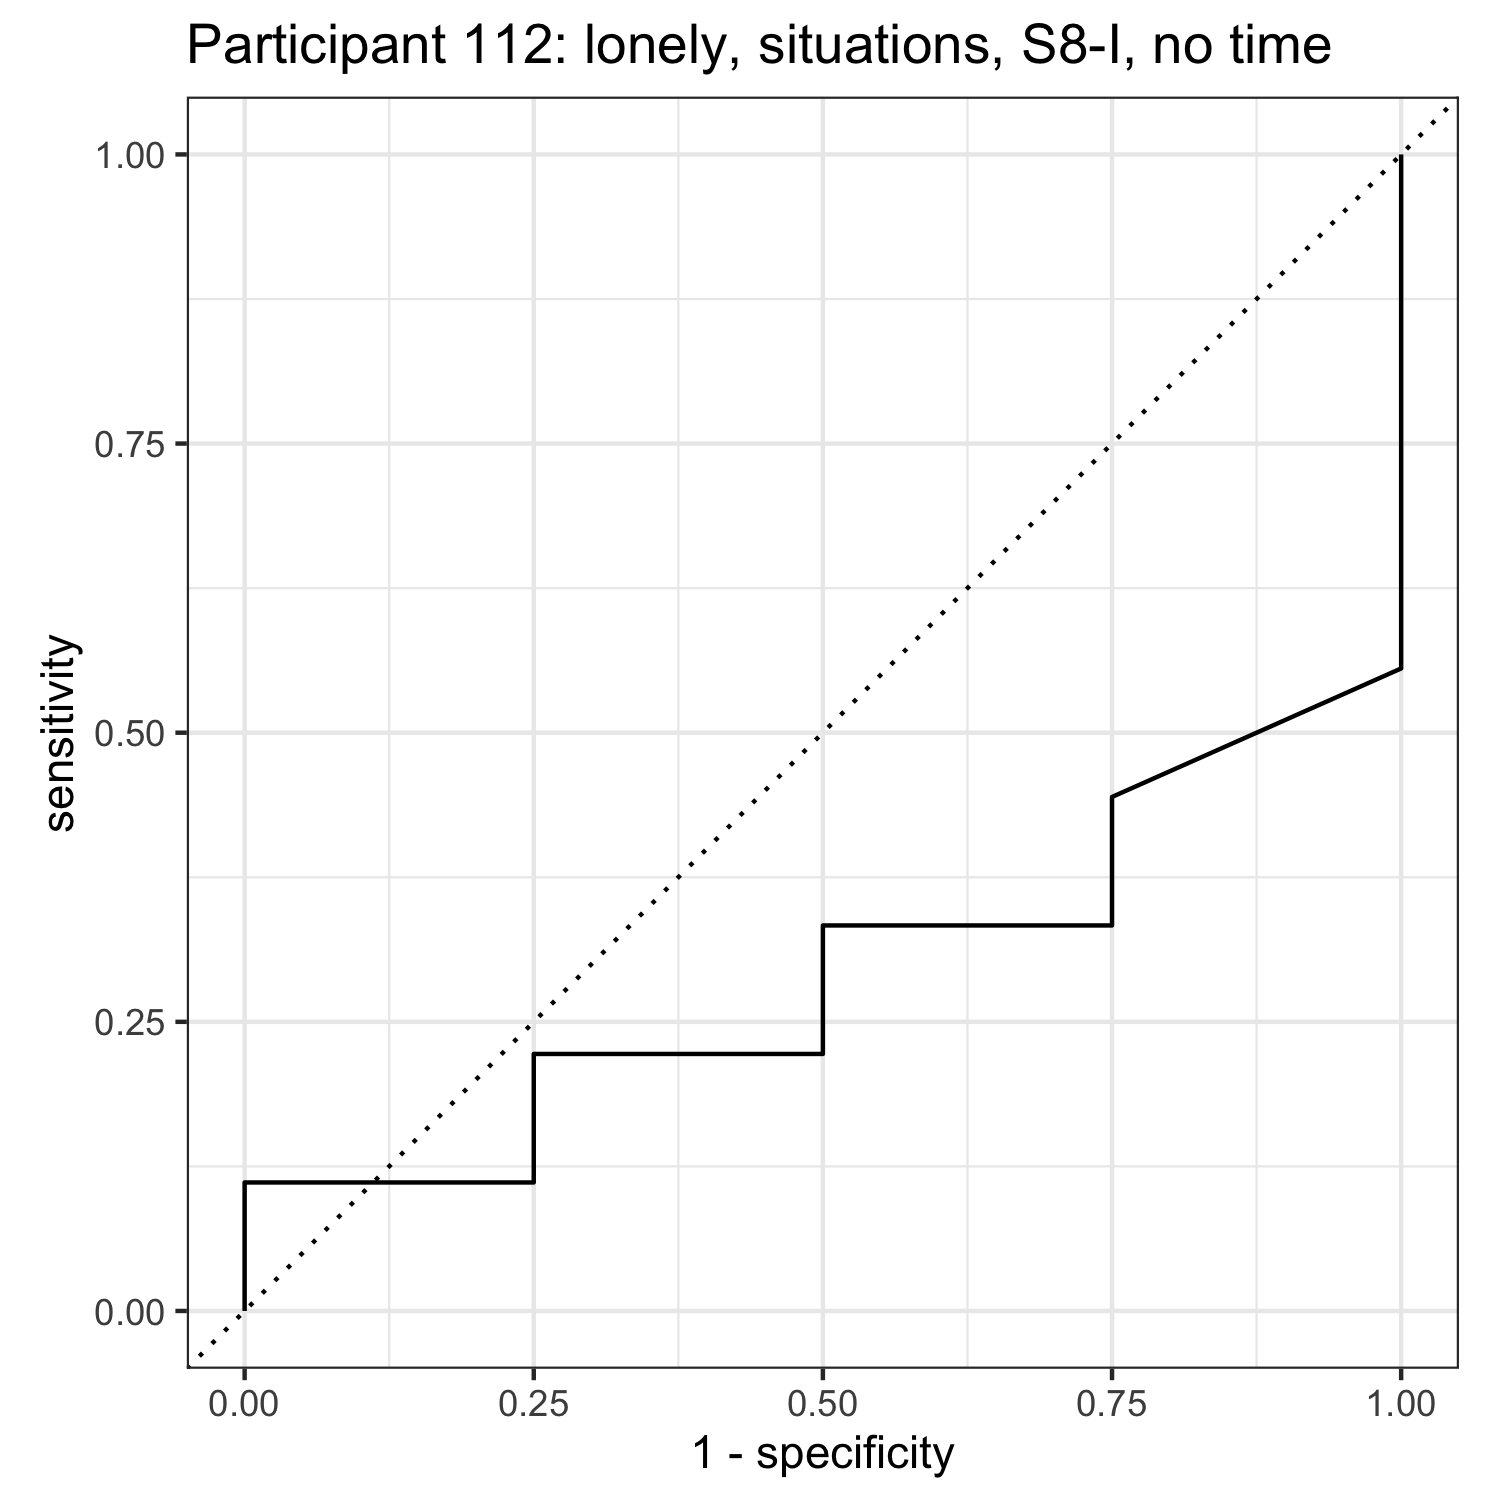 Participant 112: lonely, situations, S8-I, no time
1.00
0.75
0.50
0.25
0.00
sensitivity
0.00 0.25 0.50 0.75 1.00
1 - specificity